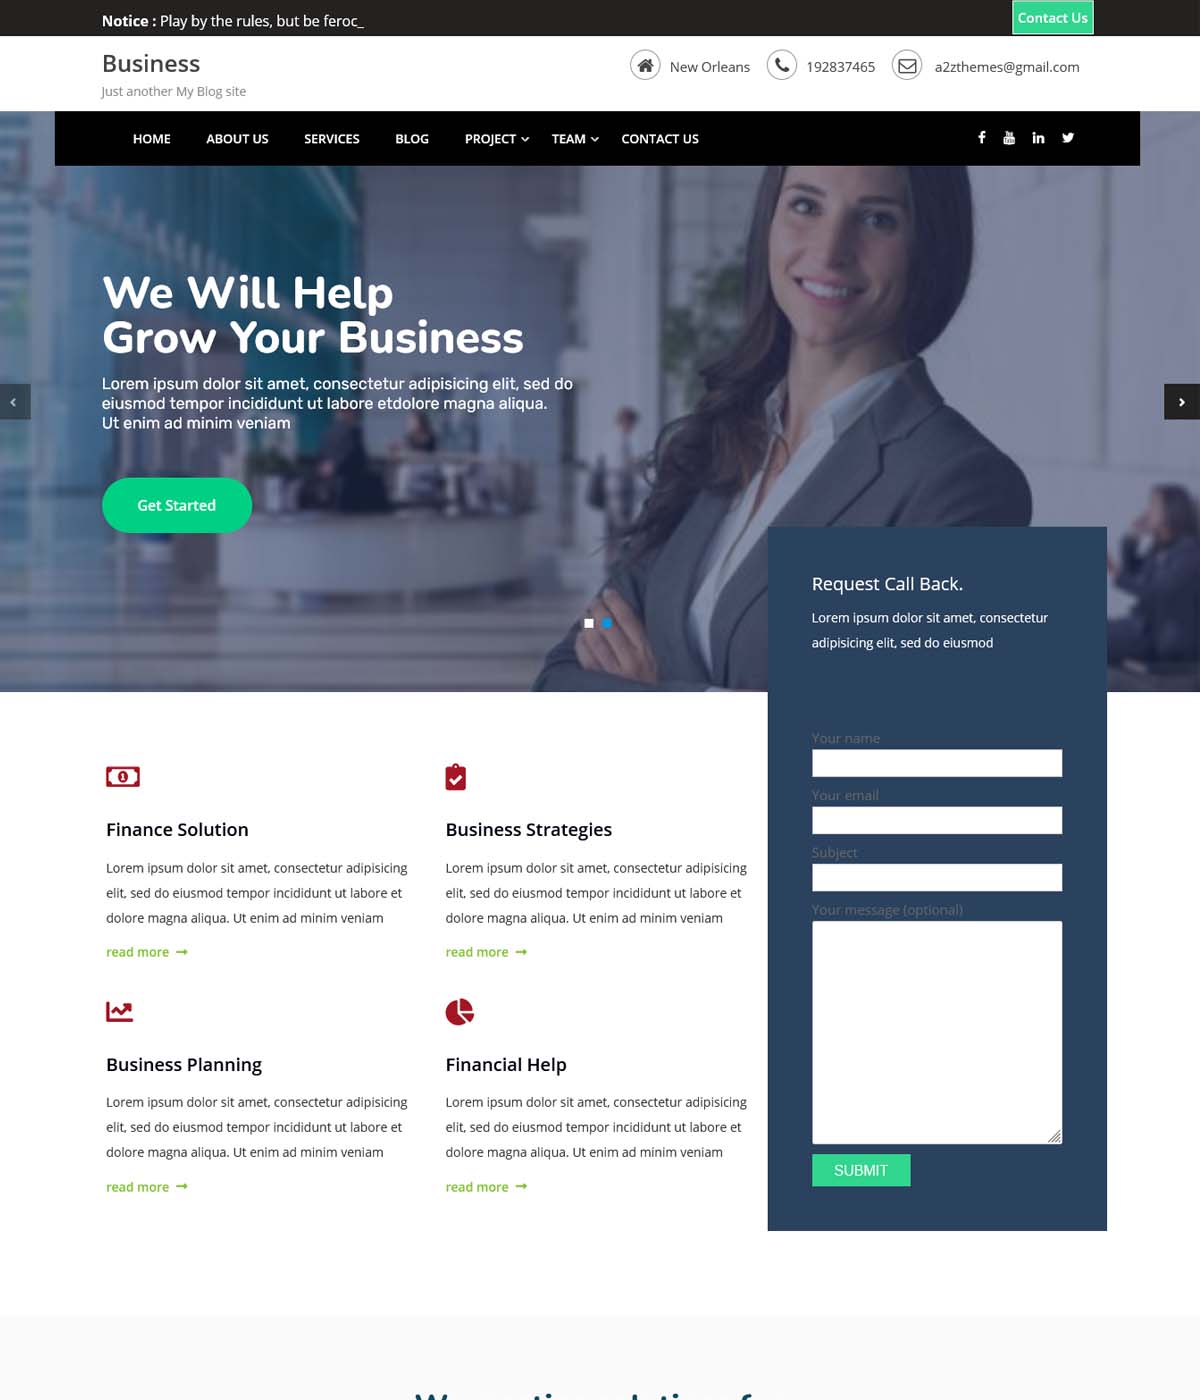 Notice : Play by the rules, but be feroc_
Contact Us
Business
Just another My Blog site
New Orleans
192837465
a2zthemes@gmail.com
HOME ABOUT US SERVICES BLOG PROJECT TEAM CONTACT US
We Will Help
Grow Your Business
Lorem ipsum dolor sit amet, consectetur adipisicing elit, sed do
eiusmod tempor incididunt ut labore etdolore magna aliqua.
Ut enim ad minim veniam
Get Started
Request Call Back.
Lorem ipsum dolor sit amet, consectetur
adipisicing elit, sed do eiusmod
Your name
Your email
Subject
Your message (optional)
SUBMIT
Finance Solution
Lorem ipsum dolor sit amet, consectetur adipisicing
elit, sed do eiusmod tempor incididunt ut labore et
dolore magna aliqua. Ut enim ad minim veniam
read more
Business Strategies
Lorem ipsum dolor sit amet, consectetur adipisicing
elit, sed do eiusmod tempor incididunt ut labore et
dolore magna aliqua. Ut enim ad minim veniam
read more
Business Planning
Lorem ipsum dolor sit amet, consectetur adipisicing
elit, sed do eiusmod tempor incididunt ut labore et
dolore magna aliqua. Ut enim ad minim veniam
read more
Financial Help
Lorem ipsum dolor sit amet, consectetur adipisicing
elit, sed do eiusmod tempor incididunt ut labore et
dolore magna aliqua. Ut enim ad minim veniam
read more